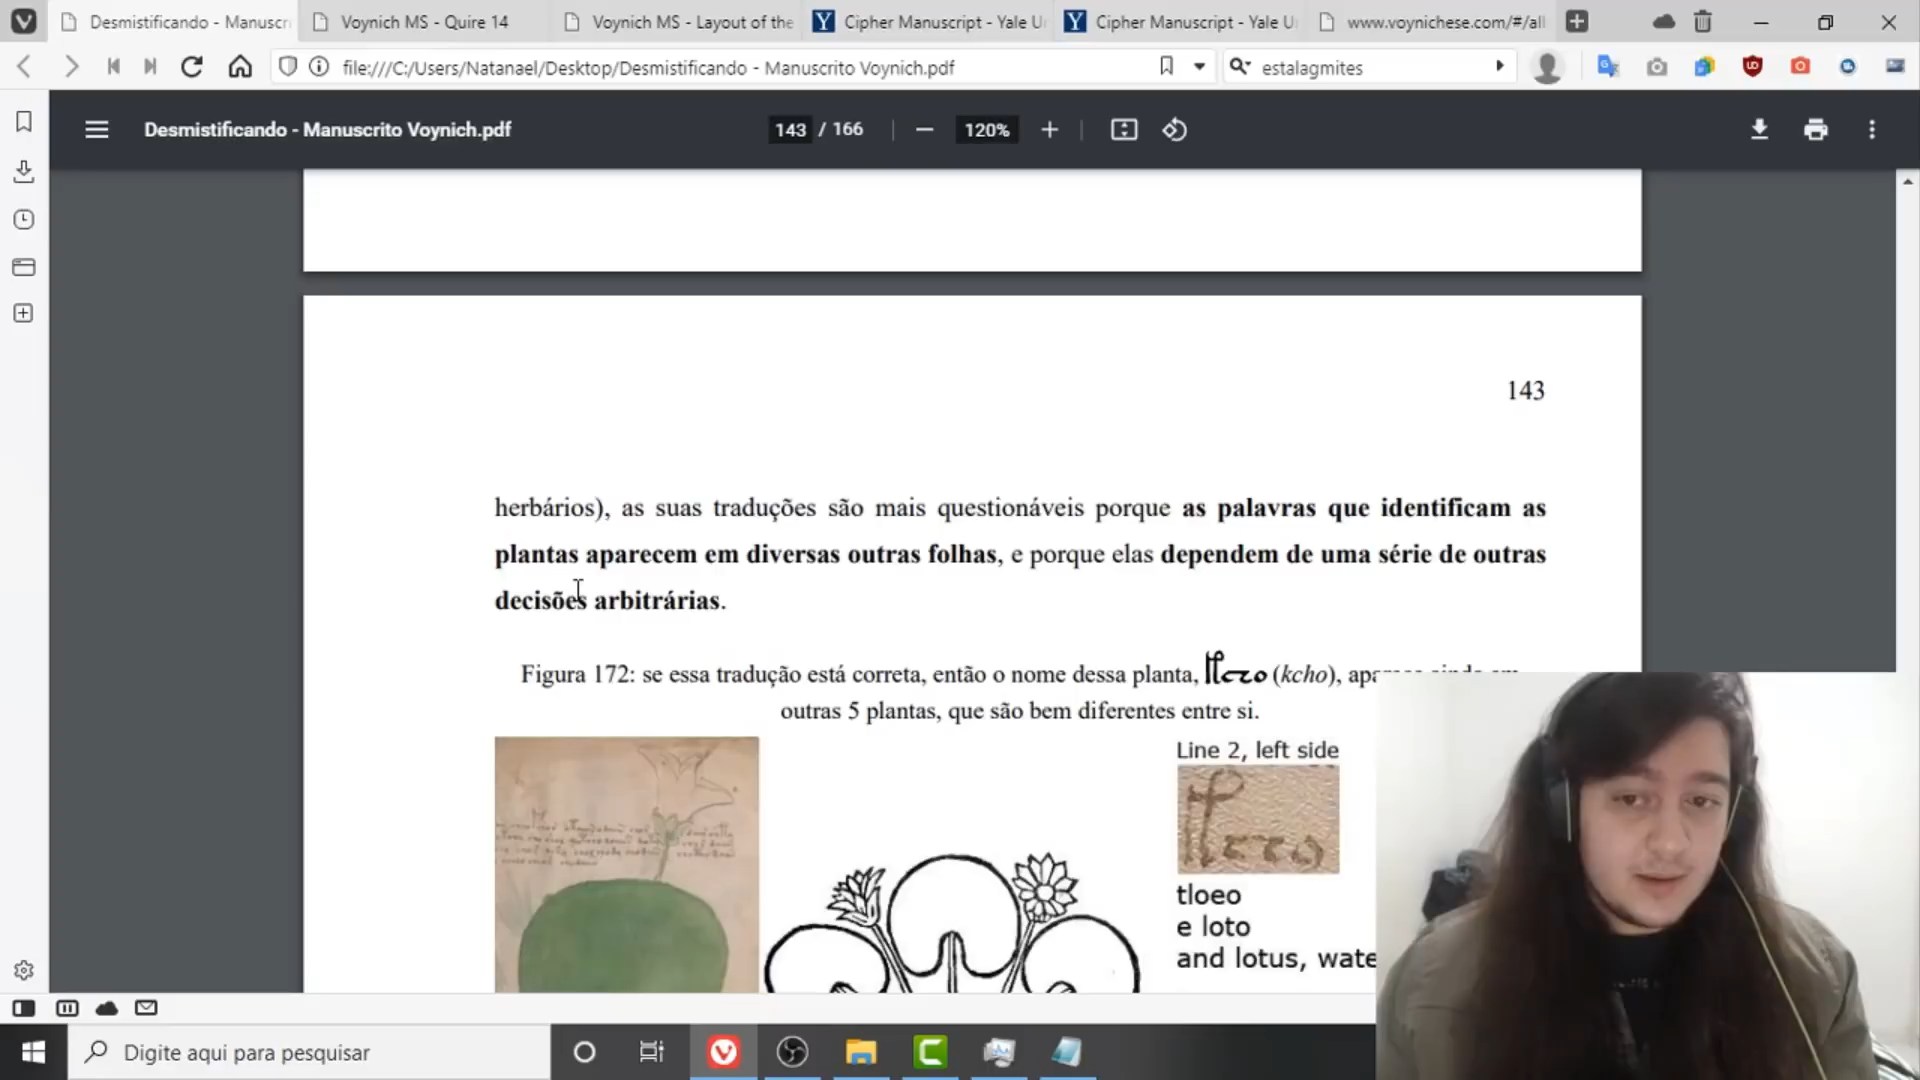 Desmistificando - Manuscri
Voynich MS - Quire 14
Voynich MS - Layout of the
Cipher Manuscript - Yale U
Cipher Manuscript - Yale U
www.voynichese.com/#/all
file:///C:/Users/Natanael/Desktop/Desmistificando - Manuscrito Voynich.pdf
estalagmites
Desmistificando - Manuscrito Voynich.pdf
143 / 166
120%
143
herbários), as suas traduções são mais questionáveis porque as palavras que identificam as
plantas aparecem em diversas outras folhas, e porque elas dependem de uma série de outras
decisões arbitrárias.
Figura 172: se essa tradução está correta, então o nome dessa planta, (kcho),
outras 5 plantas, que são bem diferentes entre si.
Line 2, left side
tloeo
e loto
and lotus, wate
Digite aqui para pesquisar